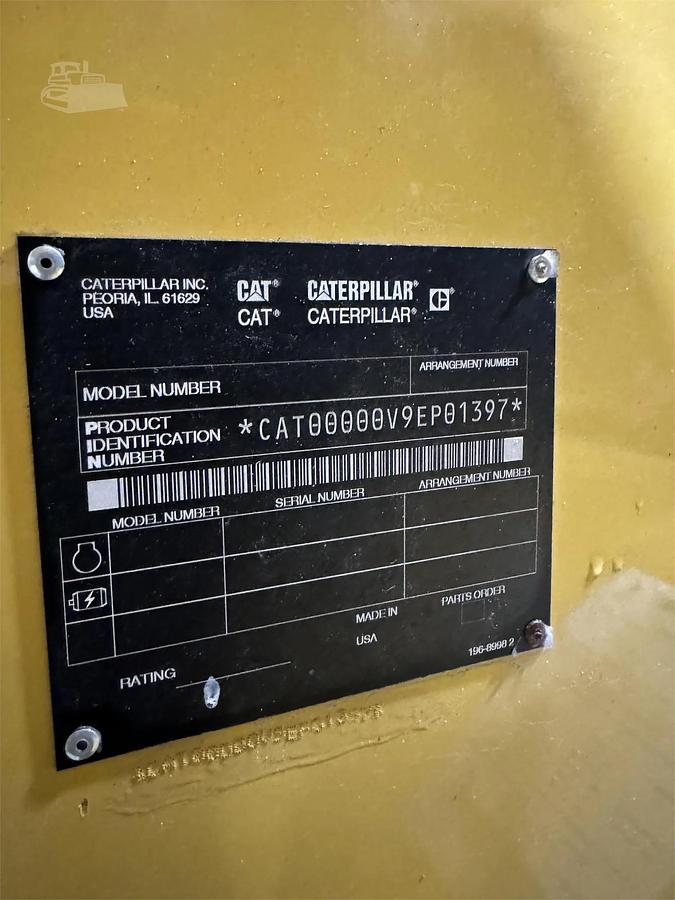 CATERPILLAR INC.
PEORIA, IL. 61629
USA
CAT® CATERPILLAR®
CAT® CATERPILLAR®
MODEL NUMBER
ARRANGEMENT NUMBER
PRODUCT
IDENTIFICATION
NUMBER
*CAT00000V9EP01397*
MODEL NUMBER SERIAL NUMBER ARRANGEMENT NUMBER
MADE IN
USA
PARTS ORDER
196-8998 2
RATING